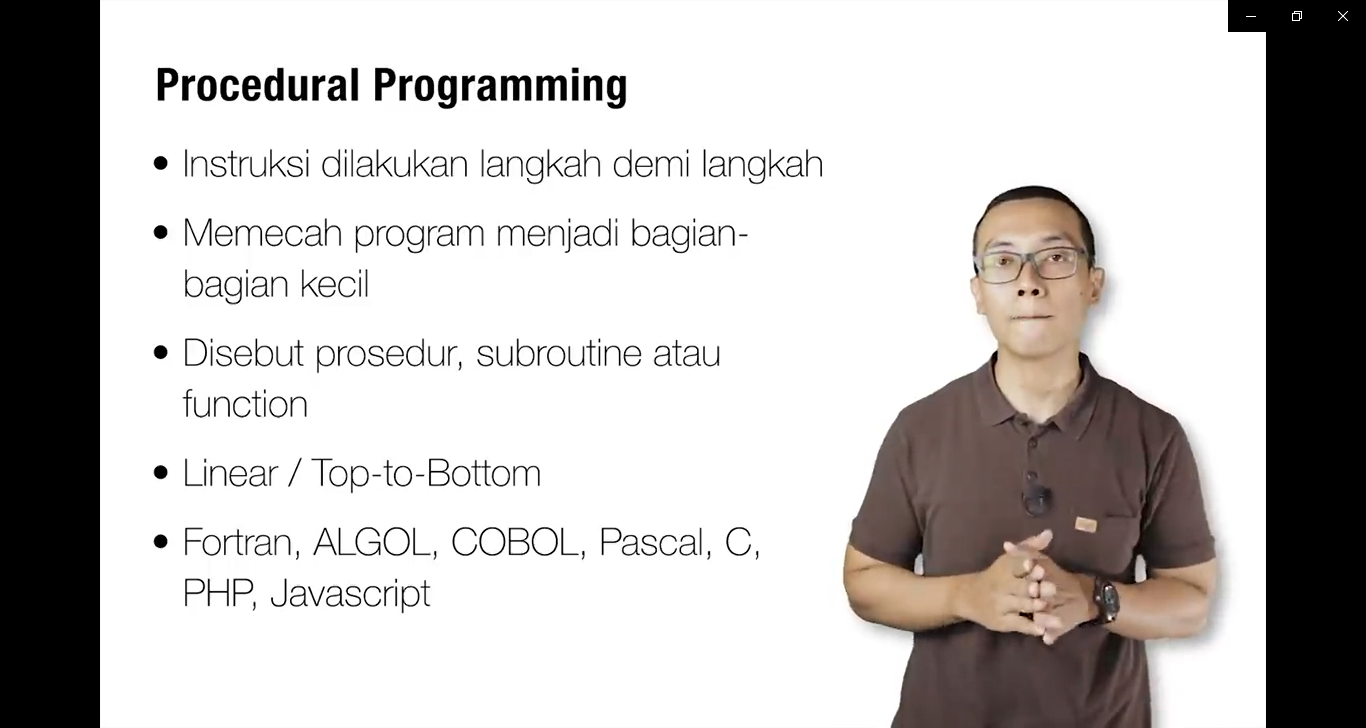 Procedural Programming
• Instruksi dilakukan langkah demi langkah
• Memecah program menjadi bagian-
bagian kecil
• Disebut prosedur, subroutine atau
function
• Linear / Top-to-Bottom
• Fortran, ALGOL, COBOL, Pascal, C,
PHP, Javascript